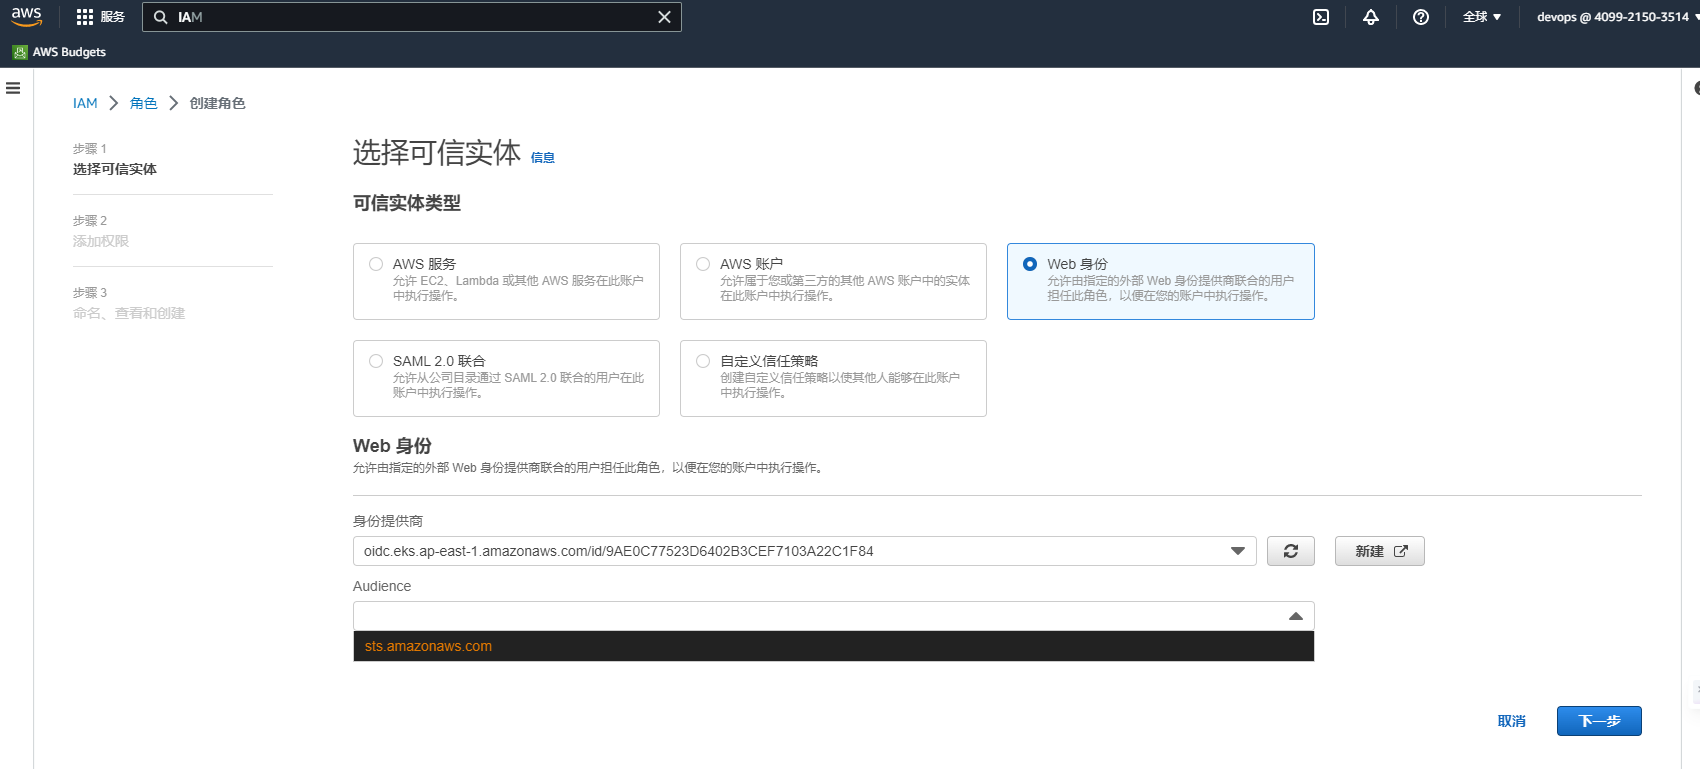 aws
服务
IAM
全球
devops @ 4099-2150-3514
AWS Budgets
IAM
角色
创建角色
步骤 1
选择可信实体
步骤 2
添加权限
步骤 3
命名、查看和创建
选择可信实体 信息
可信实体类型
AWS 服务
允许 EC2、Lambda 或其他 AWS 服务在此账户
中执行操作。
AWS 账户
允许属于您或第三方的其他 AWS 账户中的实体
在此账户中执行操作。
Web 身份
允许由指定的外部 Web 身份提供商联合的用户
担任此角色，以便在您的账户中执行操作。
SAML 2.0 联合
允许从公司目录通过 SAML 2.0 联合的用户在此
账户中执行操作。
自定义信任策略
创建自定义信任策略以使其他人能够在此账户
中执行操作。
Web 身份
允许由指定的外部 Web 身份提供商联合的用户担任此角色，以便在您的账户中执行操作。
身份提供商
oidc.eks.ap-east-1.amazonaws.com/id/9AE0C77523D6402B3CEF7103A22C1F84
新建
Audience
sts.amazonaws.com
取消
下一步